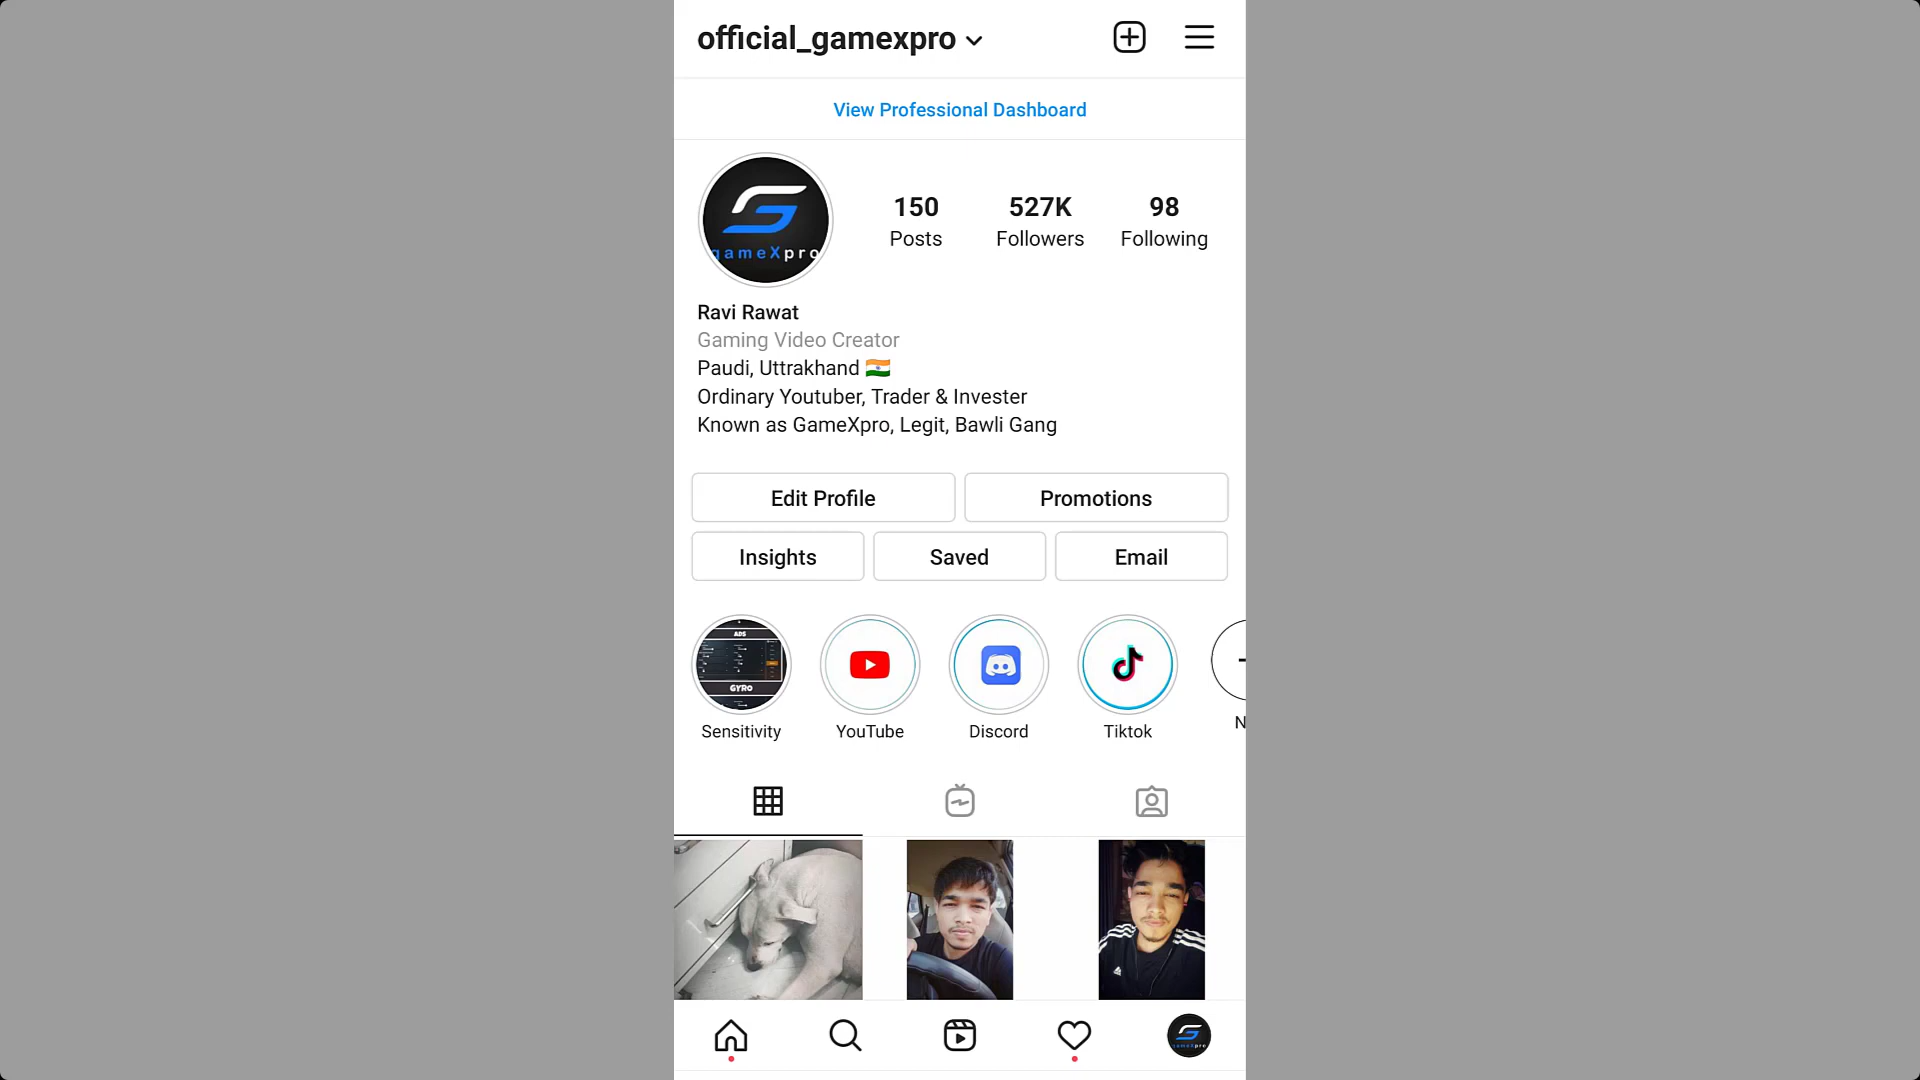 official_gamexpro
View Professional Dashboard
gameXpro
150
Posts
527K
Followers
98
Following
Ravi Rawat
Gaming Video Creator
Paudi, Uttrakhand 🇮🇳
Ordinary Youtuber, Trader & Invester
Known as GameXpro, Legit, Bawli Gang
Edit Profile
Promotions
Insights
Saved
Email
ADS
GYRO
Sensitivity
YouTube
Discord
Tiktok
N
gamexpro